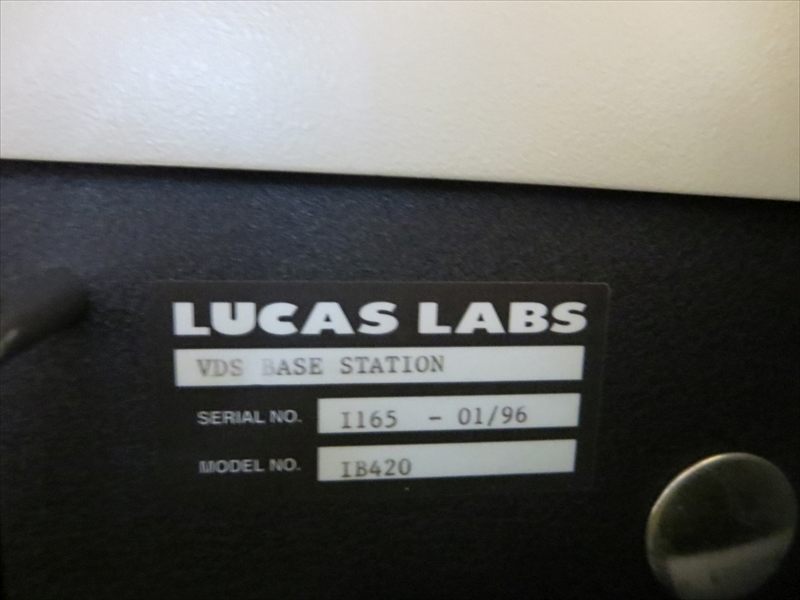 LUCAS LABS
VDS BASE STATION
SERIAL NO. I165 - 01/96
MODEL NO. IB420